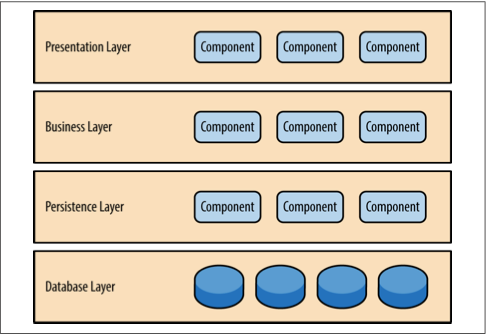 Presentation Layer Component Component Component
Business Layer Component Component Component
Persistence Layer Component Component Component
Database Layer